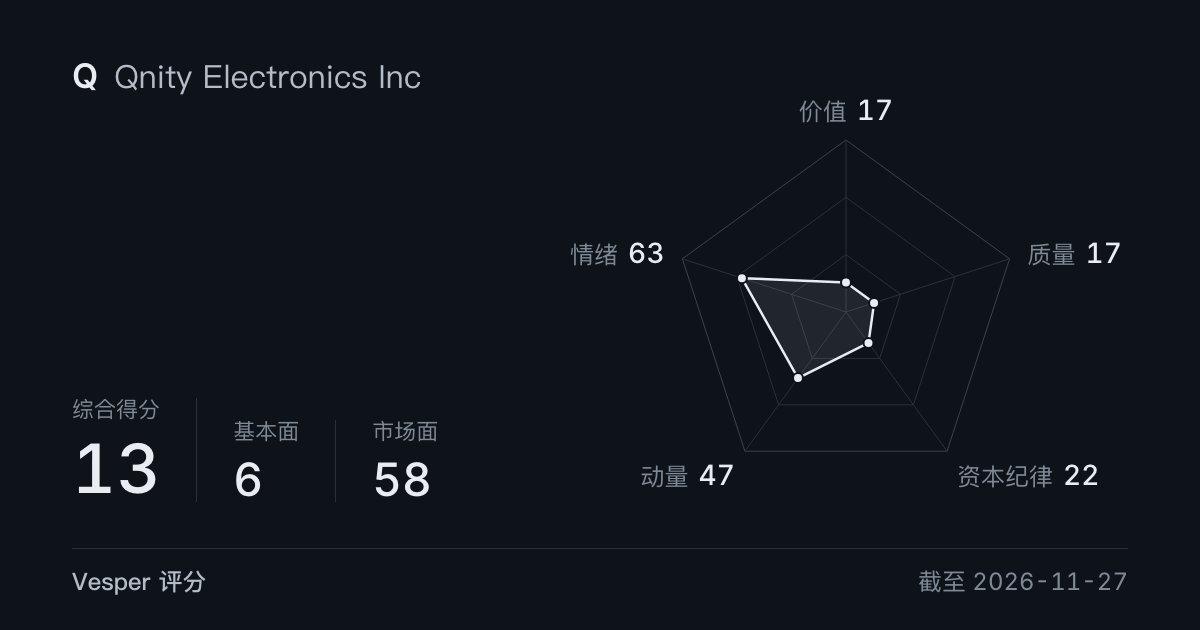 Q Qnity Electronics Inc
价值 17
情绪 63
质量 17
动量 47
资本纪律 22
综合得分
13
基本面
6
市场面
58
Vesper 评分
截至 2026-11-27